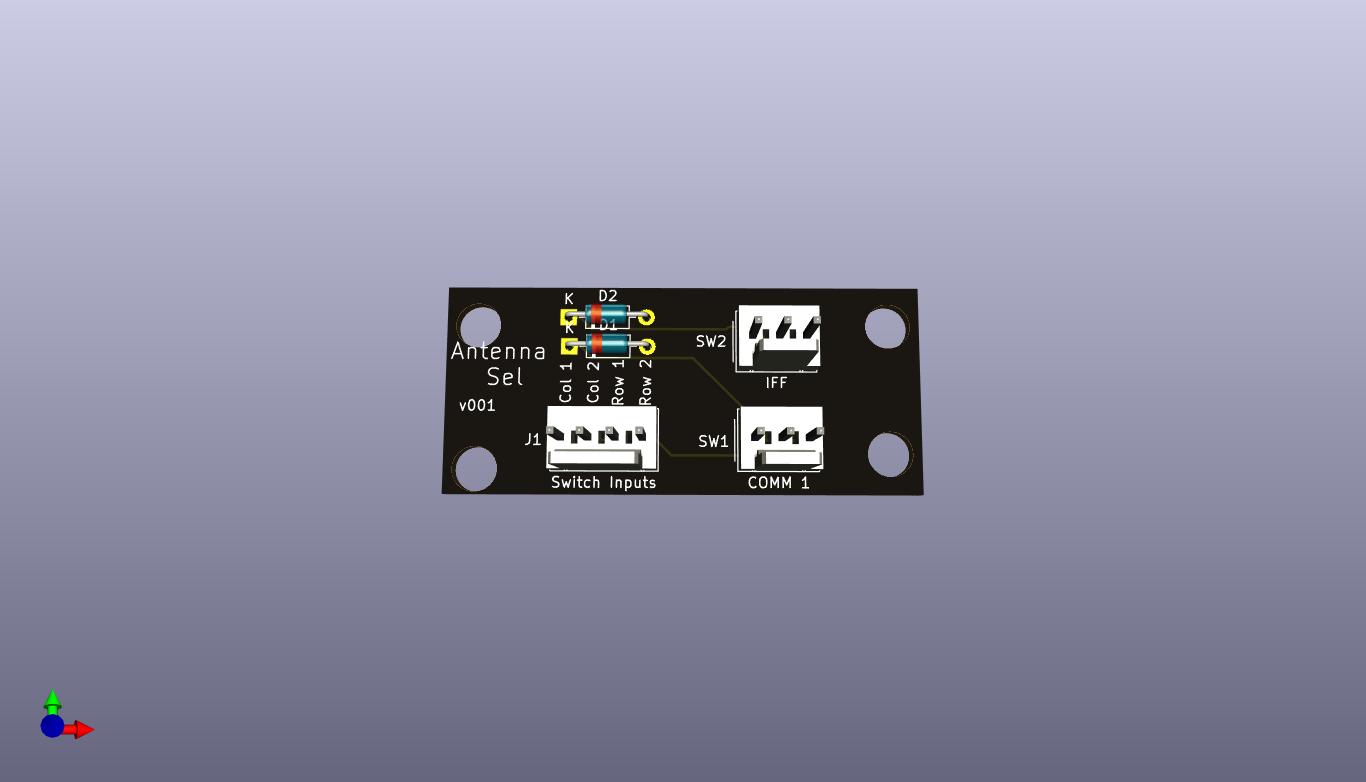 K
D2
K
D1
Antenna
Sel
v001
Col 1
Col 2
Row 1
Row 2
SW2
IFF
J1
SW1
Switch Inputs
COMM 1